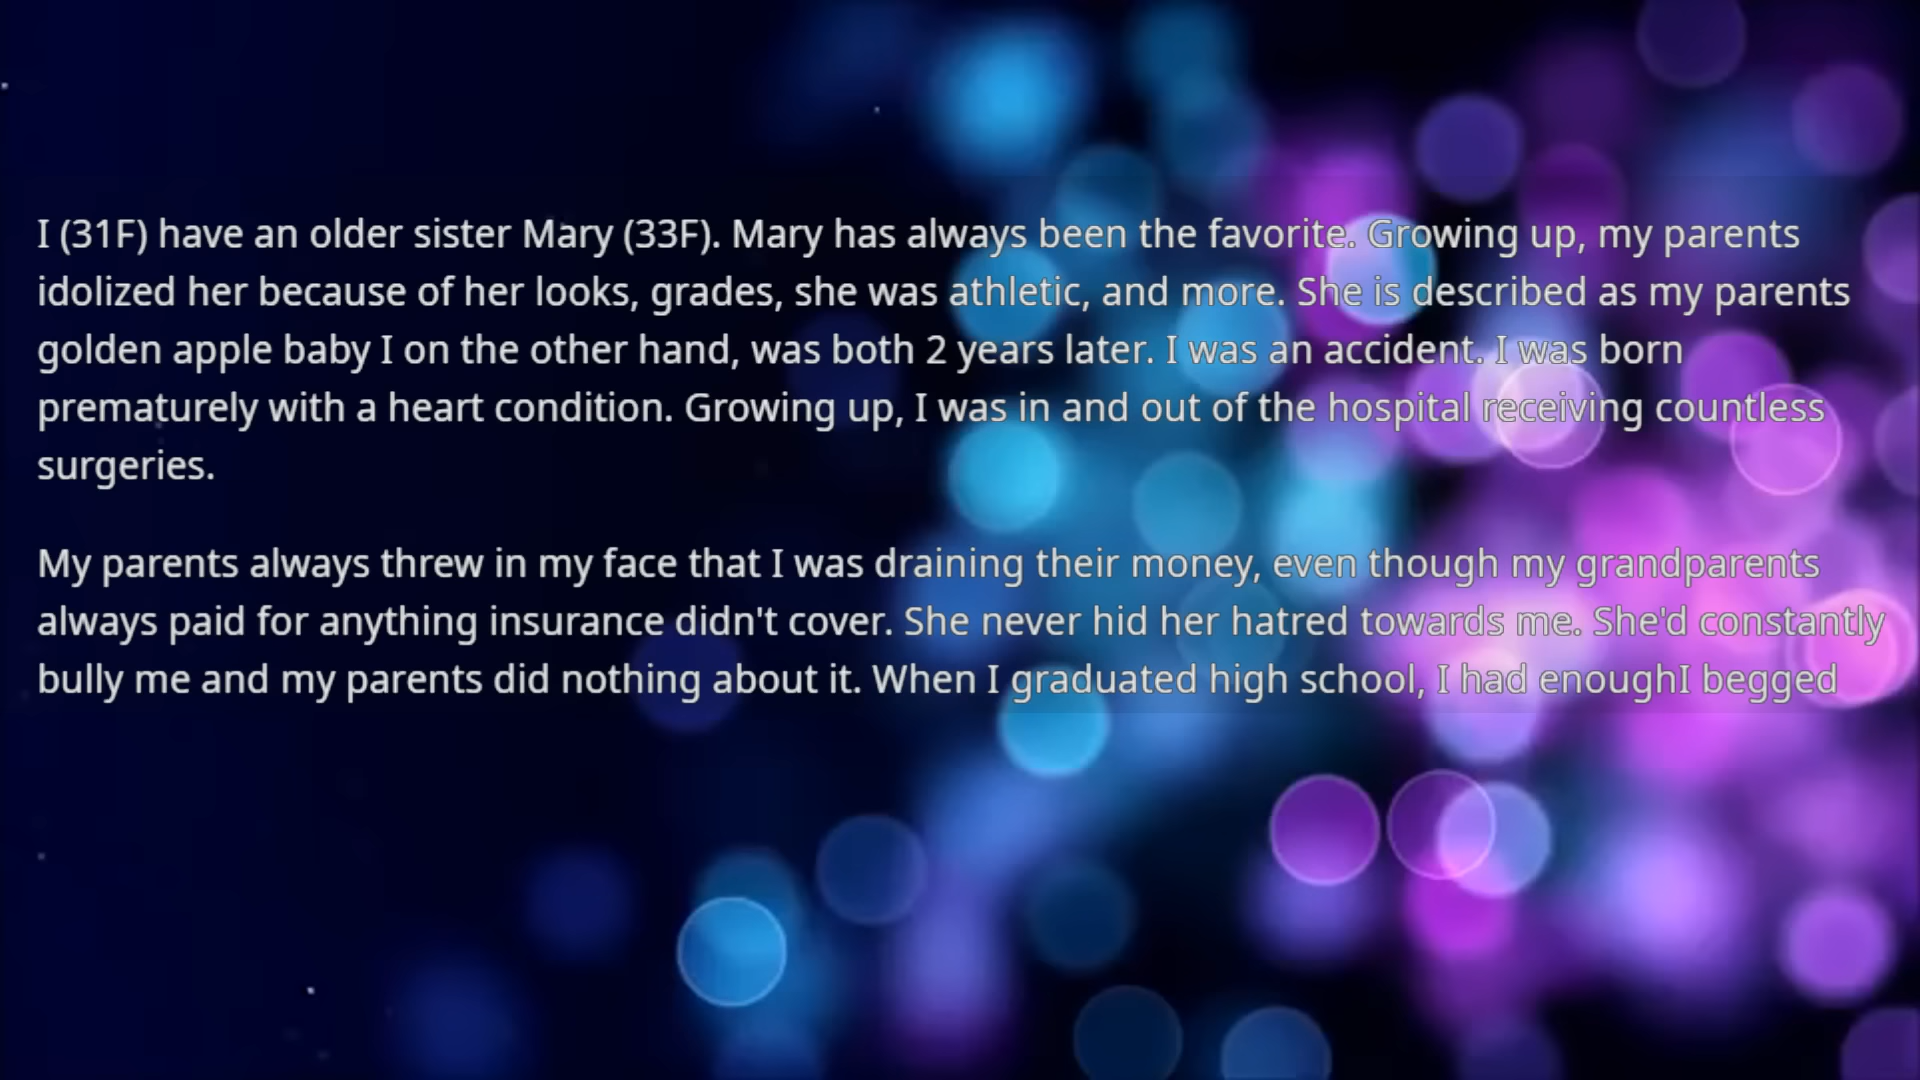 I (31F) have an older sister Mary (33F). Mary has always been the favorite. Growing up, my parents
idolized her because of her looks, grades, she was athletic, and more. She is described as my parents
golden apple baby I on the other hand, was both 2 years later. I was an accident. I was born
prematurely with a heart condition. Growing up, I was in and out of the hospital receiving countless
surgeries.
My parents always threw in my face that I was draining their money, even though my grandparents
always paid for anything insurance didn't cover. She never hid her hatred towards me. She'd constantly
bully me and my parents did nothing about it. When I graduated high school, I had enoughI begged